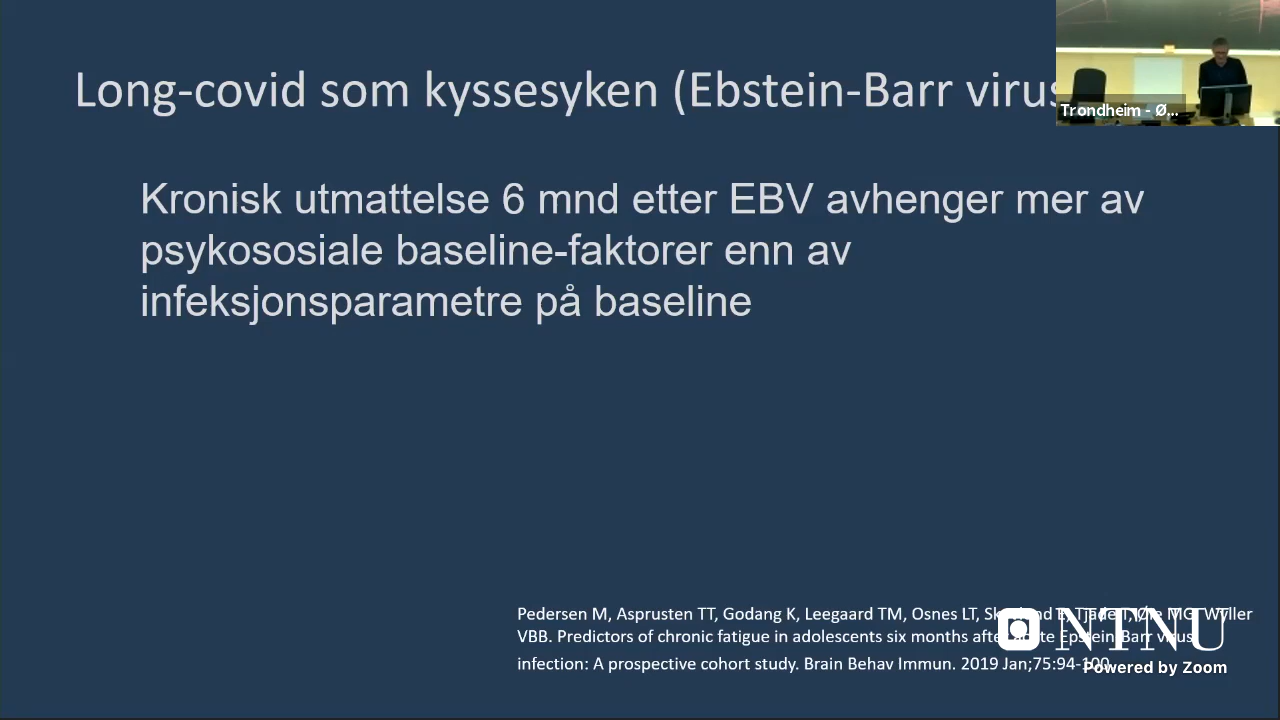 Long-covid som kyssesyken (Ebstein-Barr virus
Trondheim - Ø...
Kronisk utmattelse 6 mnd etter EBV avhenger mer av
psykososiale baseline-faktorer enn av
infeksjonsparametre på baseline
Pedersen M, Asprusten TT, Godang K, Leegaard TM, Osnes LT, MG, Wyller
VBB. Predictors of chronic fatigue in adolescents six months after acute Epstein-Barr virus
infection: A prospective cohort study. Brain Behav Immun. 2019 Jan;75:94-100.
NTNU
Powered by Zoom